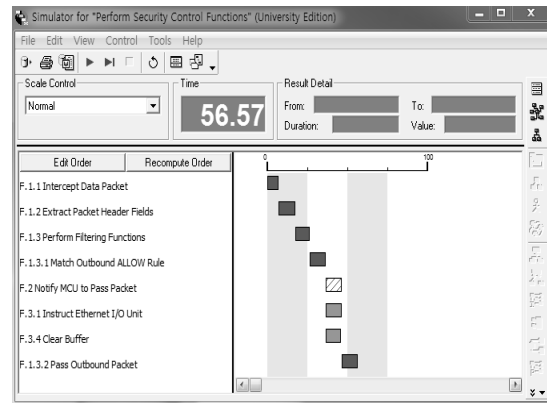 Simulator for "Perform Security Control Functions" (University Edition)
File Edit View Control Tools Help
Scale Control
Time
Result Detail
Normal
56.57
From:
To:
Duration:
Value:
Edit Order
Recompute Order
0
100
F.1.1 Intercept Data Packet
F.1.2 Extract Packet Header Fields
F.1.3 Perform Filtering Functions
F.1.3.1 Match Outbound ALLOW Rule
F.2 Notify MCU to Pass Packet
F.3.1 Instruct Ethernet I/O Unit
F.3.4 Clear Buffer
F.1.3.2 Pass Outbound Packet